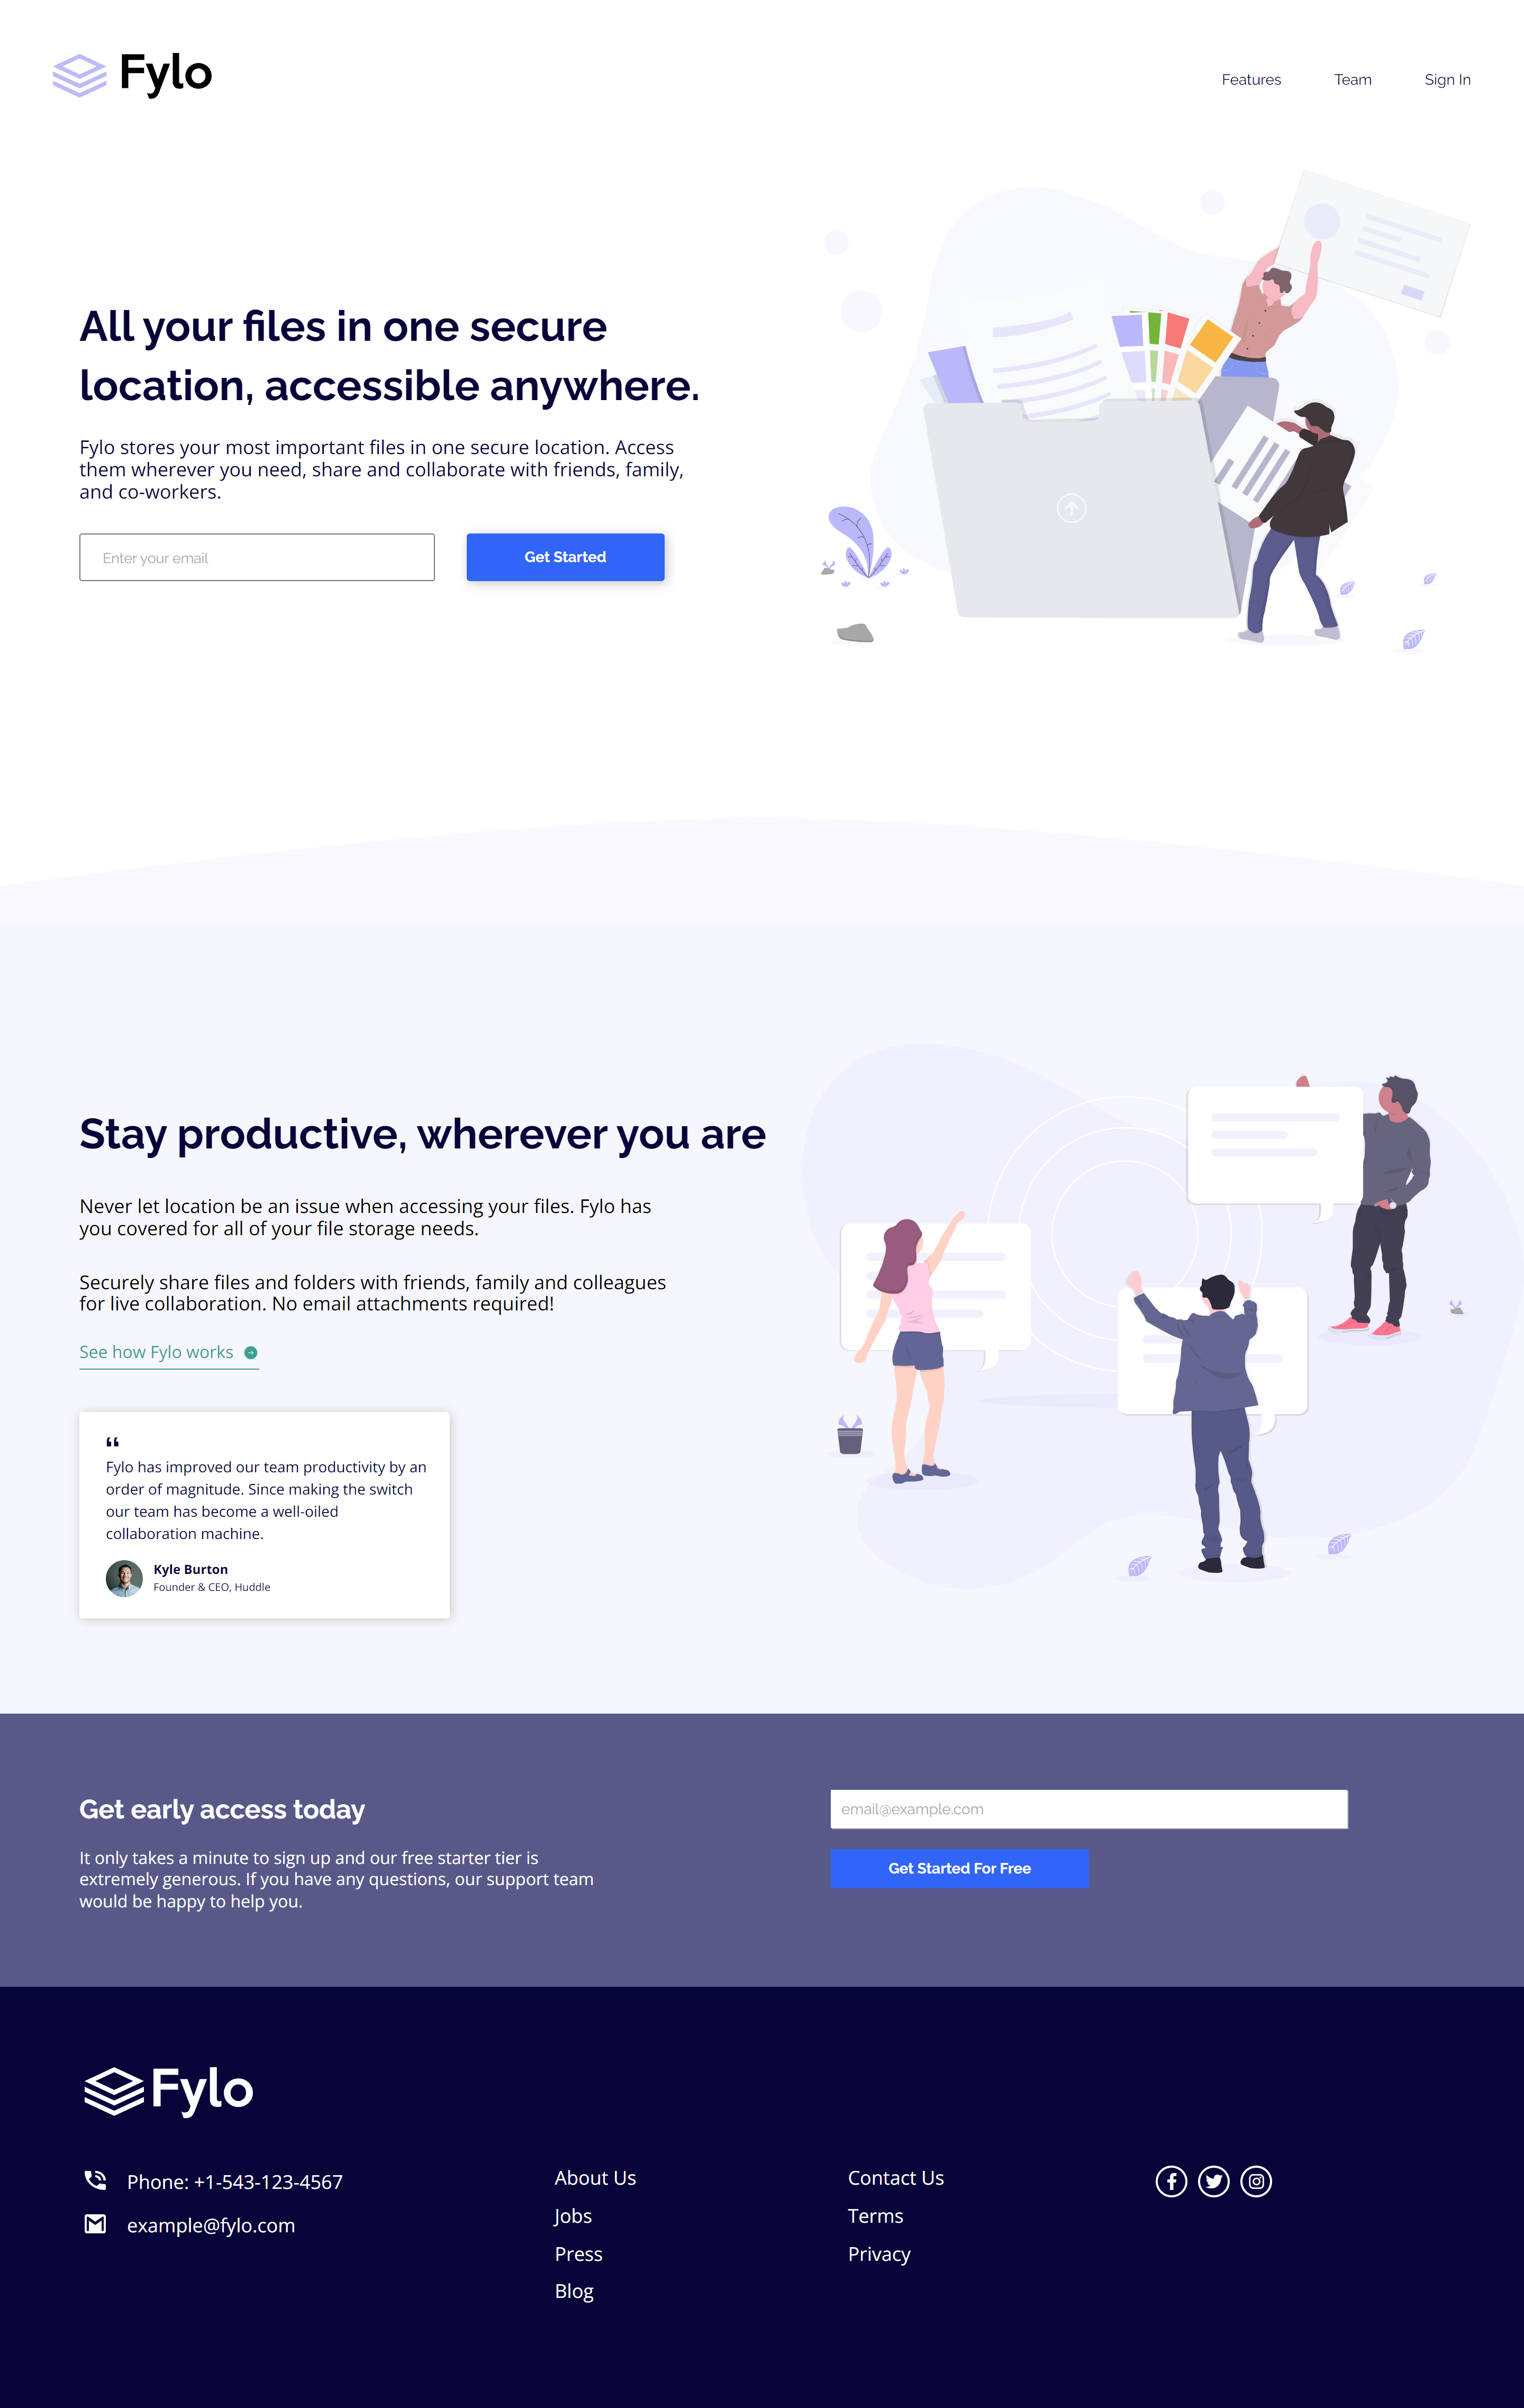 Fylo
Features
Team
Sign In
All your files in one secure
location, accessible anywhere.
Fylo stores your most important files in one secure location. Access
them wherever you need, share and collaborate with friends, family,
and co-workers.
Enter your email
Get Started
Stay productive, wherever you are
Never let location be an issue when accessing your files. Fylo has
you covered for all of your file storage needs.
Securely share files and folders with friends, family and colleagues
for live collaboration. No email attachments required!
See how Fylo works
“
Fylo has improved our team productivity by an
order of magnitude. Since making the switch
our team has become a well-oiled
collaboration machine.
Kyle Burton
Founder & CEO, Huddle
Get early access today
It only takes a minute to sign up and our free starter tier is
extremely generous. If you have any questions, our support team
would be happy to help you.
email@example.com
Get Started For Free
Fylo
Phone: +1-543-123-4567
example@fylo.com
About Us
Jobs
Press
Blog
Contact Us
Terms
Privacy